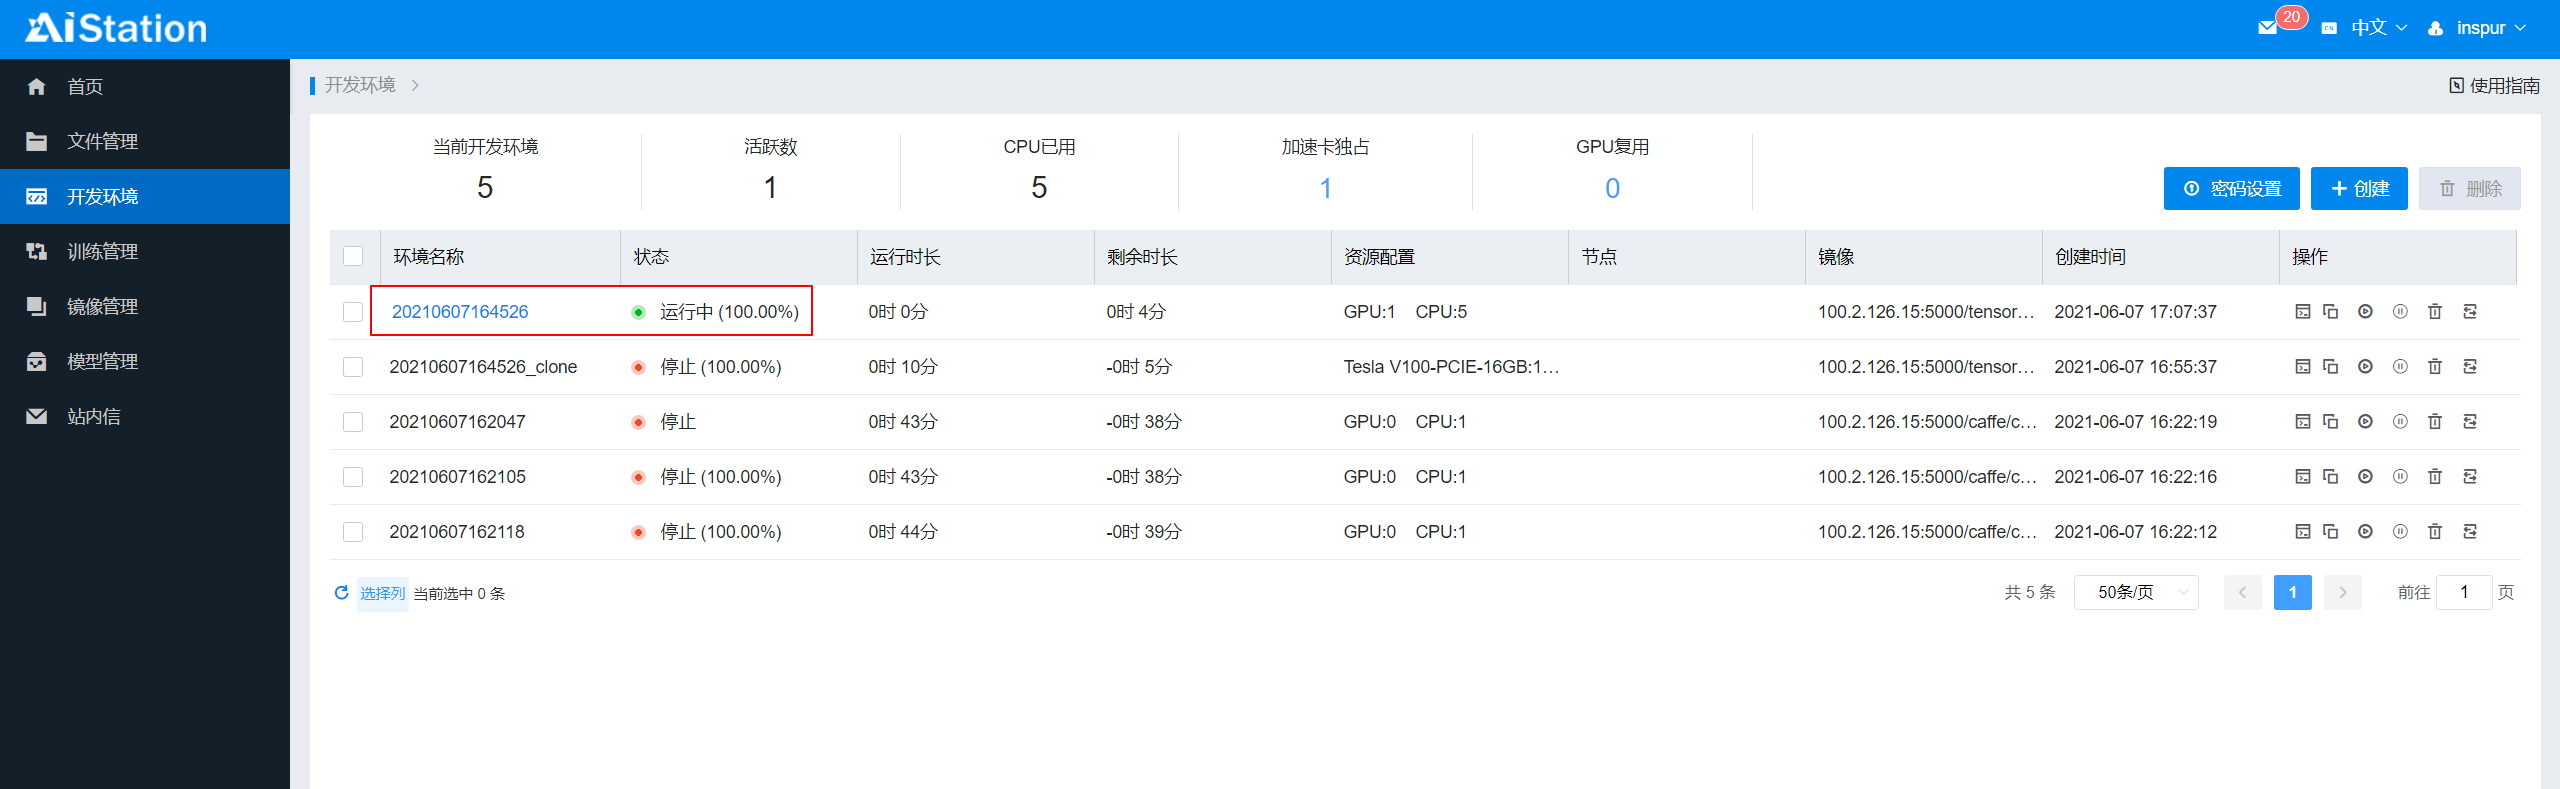 AiStation
20
CN 中文
inspur
首页
文件管理
开发环境
训练管理
镜像管理
模型管理
站内信
开发环境
使用指南
当前开发环境
5
活跃数
1
CPU已用
5
加速卡独占
1
GPU复用
0
密码设置
创建
删除
环境名称 状态 运行时长 剩余时长 资源配置 节点 镜像 创建时间 操作
20210607164526 运行中 (100.00%) 0时 0分 0时 4分 GPU:1 CPU:5 100.2.126.15:5000/tensor… 2021-06-07 17:07:37
20210607164526_clone 停止 (100.00%) 0时 10分 -0时 5分 Tesla V100-PCIE-16GB:1… 100.2.126.15:5000/tensor… 2021-06-07 16:55:37
20210607162047 停止 0时 43分 -0时 38分 GPU:0 CPU:1 100.2.126.15:5000/caffe/c… 2021-06-07 16:22:19
20210607162105 停止 (100.00%) 0时 43分 -0时 38分 GPU:0 CPU:1 100.2.126.15:5000/caffe/c… 2021-06-07 16:22:16
20210607162118 停止 (100.00%) 0时 44分 -0时 39分 GPU:0 CPU:1 100.2.126.15:5000/caffe/c… 2021-06-07 16:22:12
选择列 当前选中 0 条
共 5 条 50条/页 1 前往 1 页